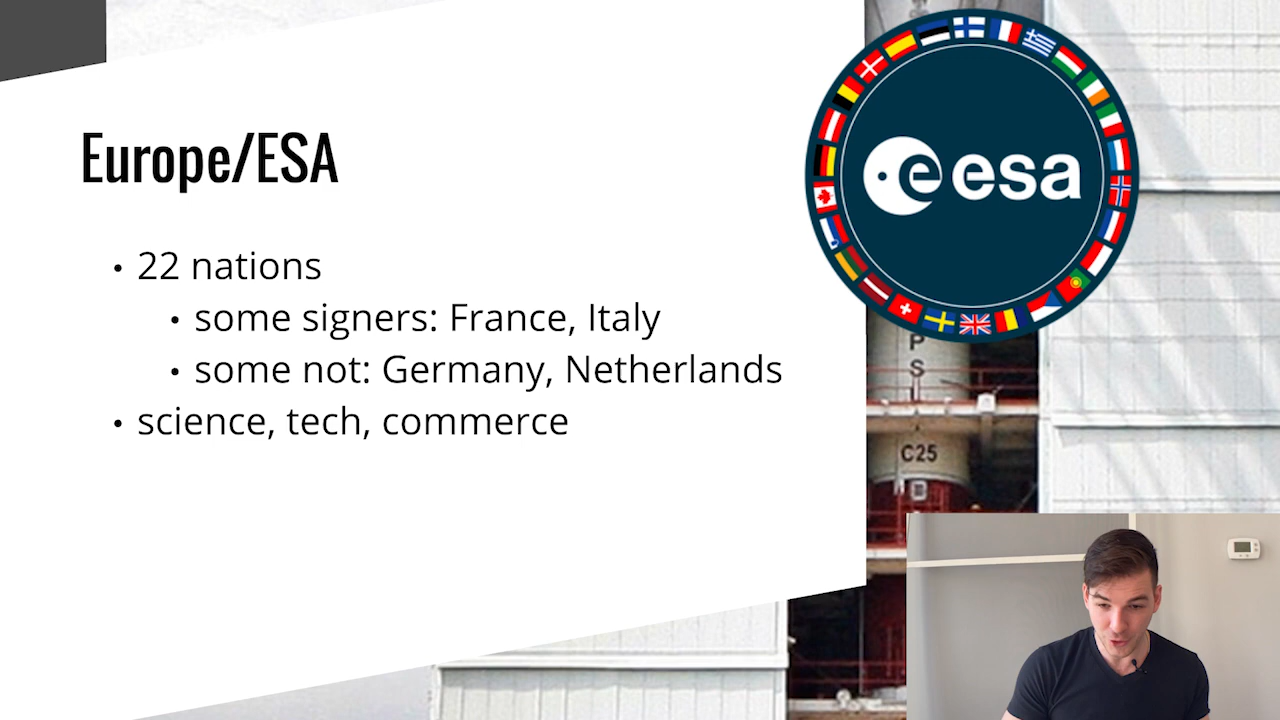 Europe/ESA
• 22 nations
• some signers: France, Italy
• some not: Germany, Netherlands
• science, tech, commerce
esa
P
S
C25